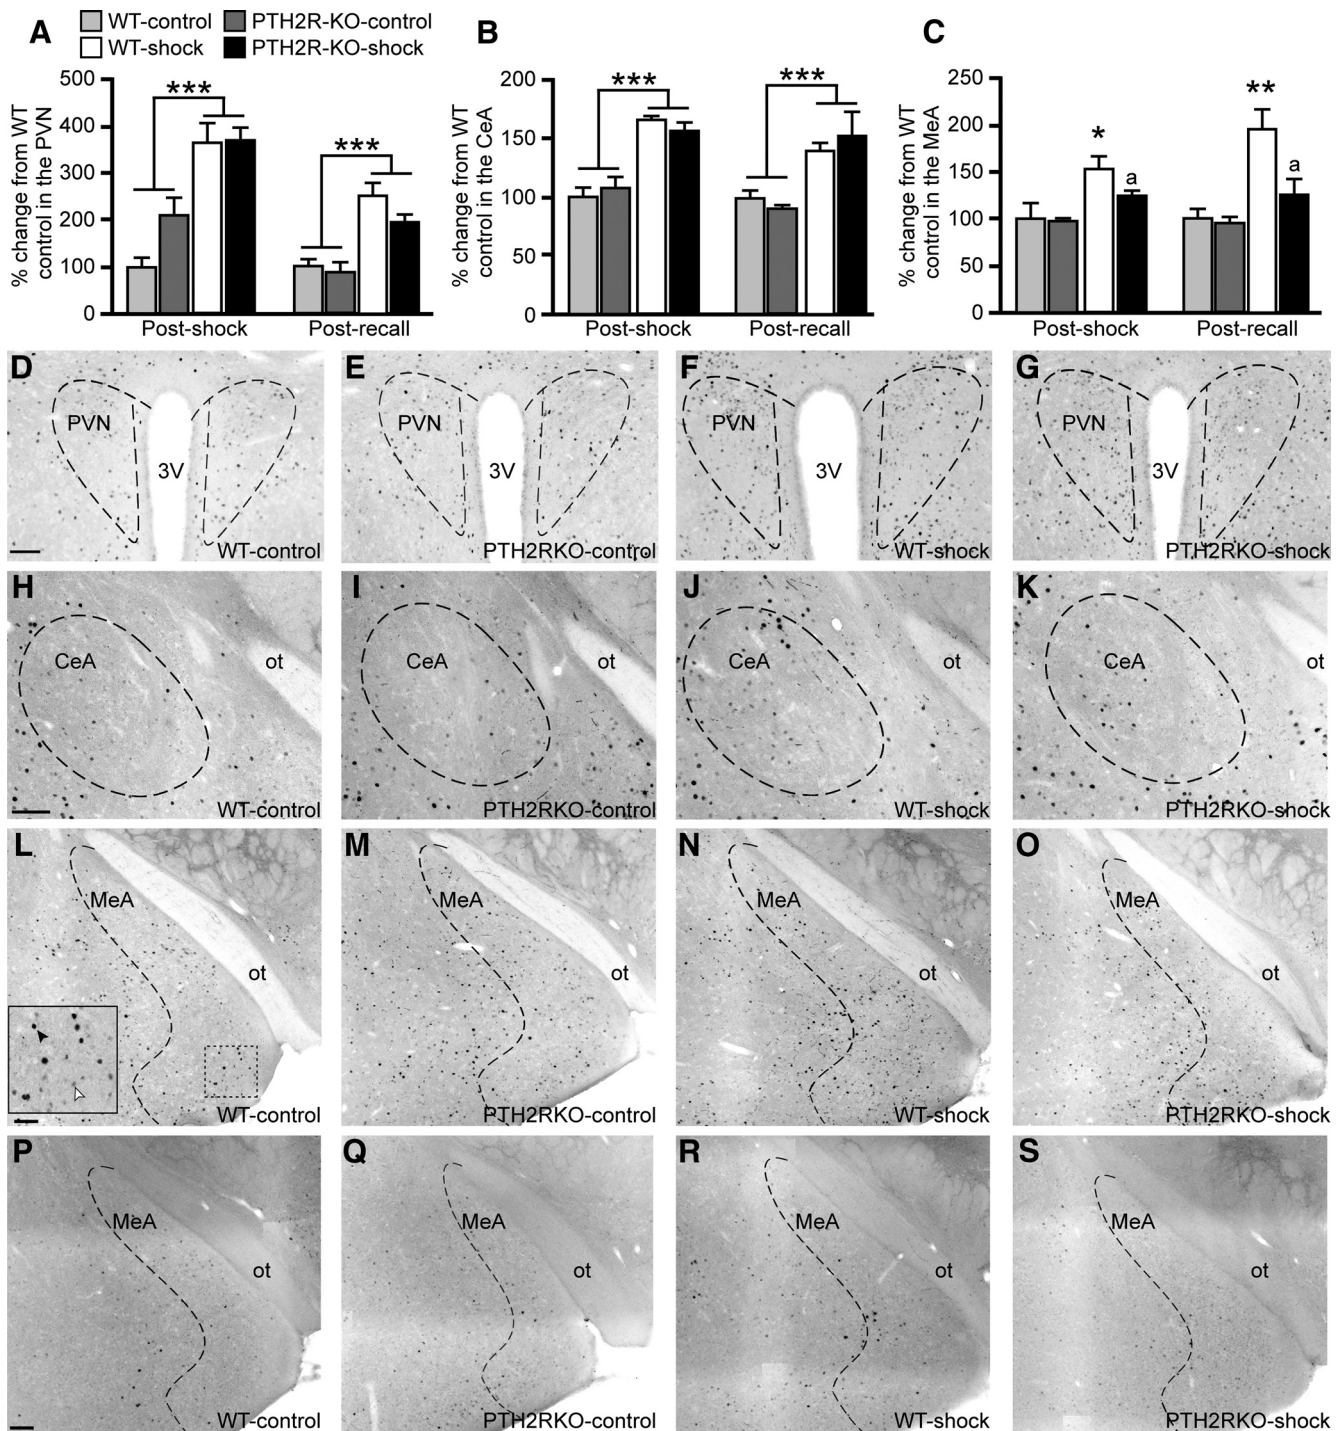 A
WT-control
PTH2R-KO-control
WT-shock
PTH2R-KO-shock
% change from WT
control in the PVN
500
400
300
200
100
0
***
***
Post-shock
Post-recall
B
% change from WT
control in the CeA
200
150
100
50
0
***
***
Post-shock
Post-recall
C
% change from WT
control in the MeA
250
200
150
100
50
0
*
a
**
a
Post-shock
Post-recall
D
PVN
3V
WT-control
E
PVN
3V
PTH2RKO-control
F
PVN
3V
WT-shock
G
PVN
3V
PTH2RKO-shock
H
CeA
ot
WT-control
I
CeA
ot
PTH2RKO-control
J
CeA
ot
WT-shock
K
CeA
ot
PTH2RKO-shock
L
MeA
ot
WT-control
M
MeA
ot
PTH2RKO-control
N
MeA
ot
WT-shock
O
MeA
ot
PTH2RKO-shock
P
MeA
ot
WT-control
Q
MeA
ot
PTH2RKO-control
R
MeA
ot
WT-shock
S
MeA
ot
PTH2RKO-shock